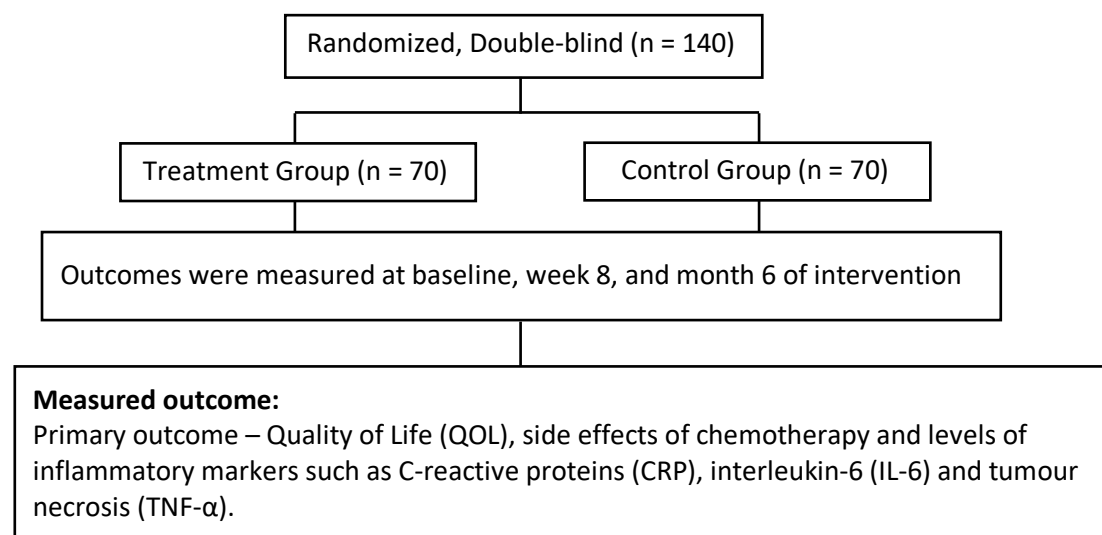 Randomized, Double-blind (n = 140)
Treatment Group (n = 70)
Control Group (n = 70)
Outcomes were measured at baseline, week 8, and month 6 of intervention
Measured outcome:
Primary outcome – Quality of Life (QOL), side effects of chemotherapy and levels of
inflammatory markers such as C-reactive proteins (CRP), interleukin-6 (IL-6) and tumour
necrosis (TNF-α).